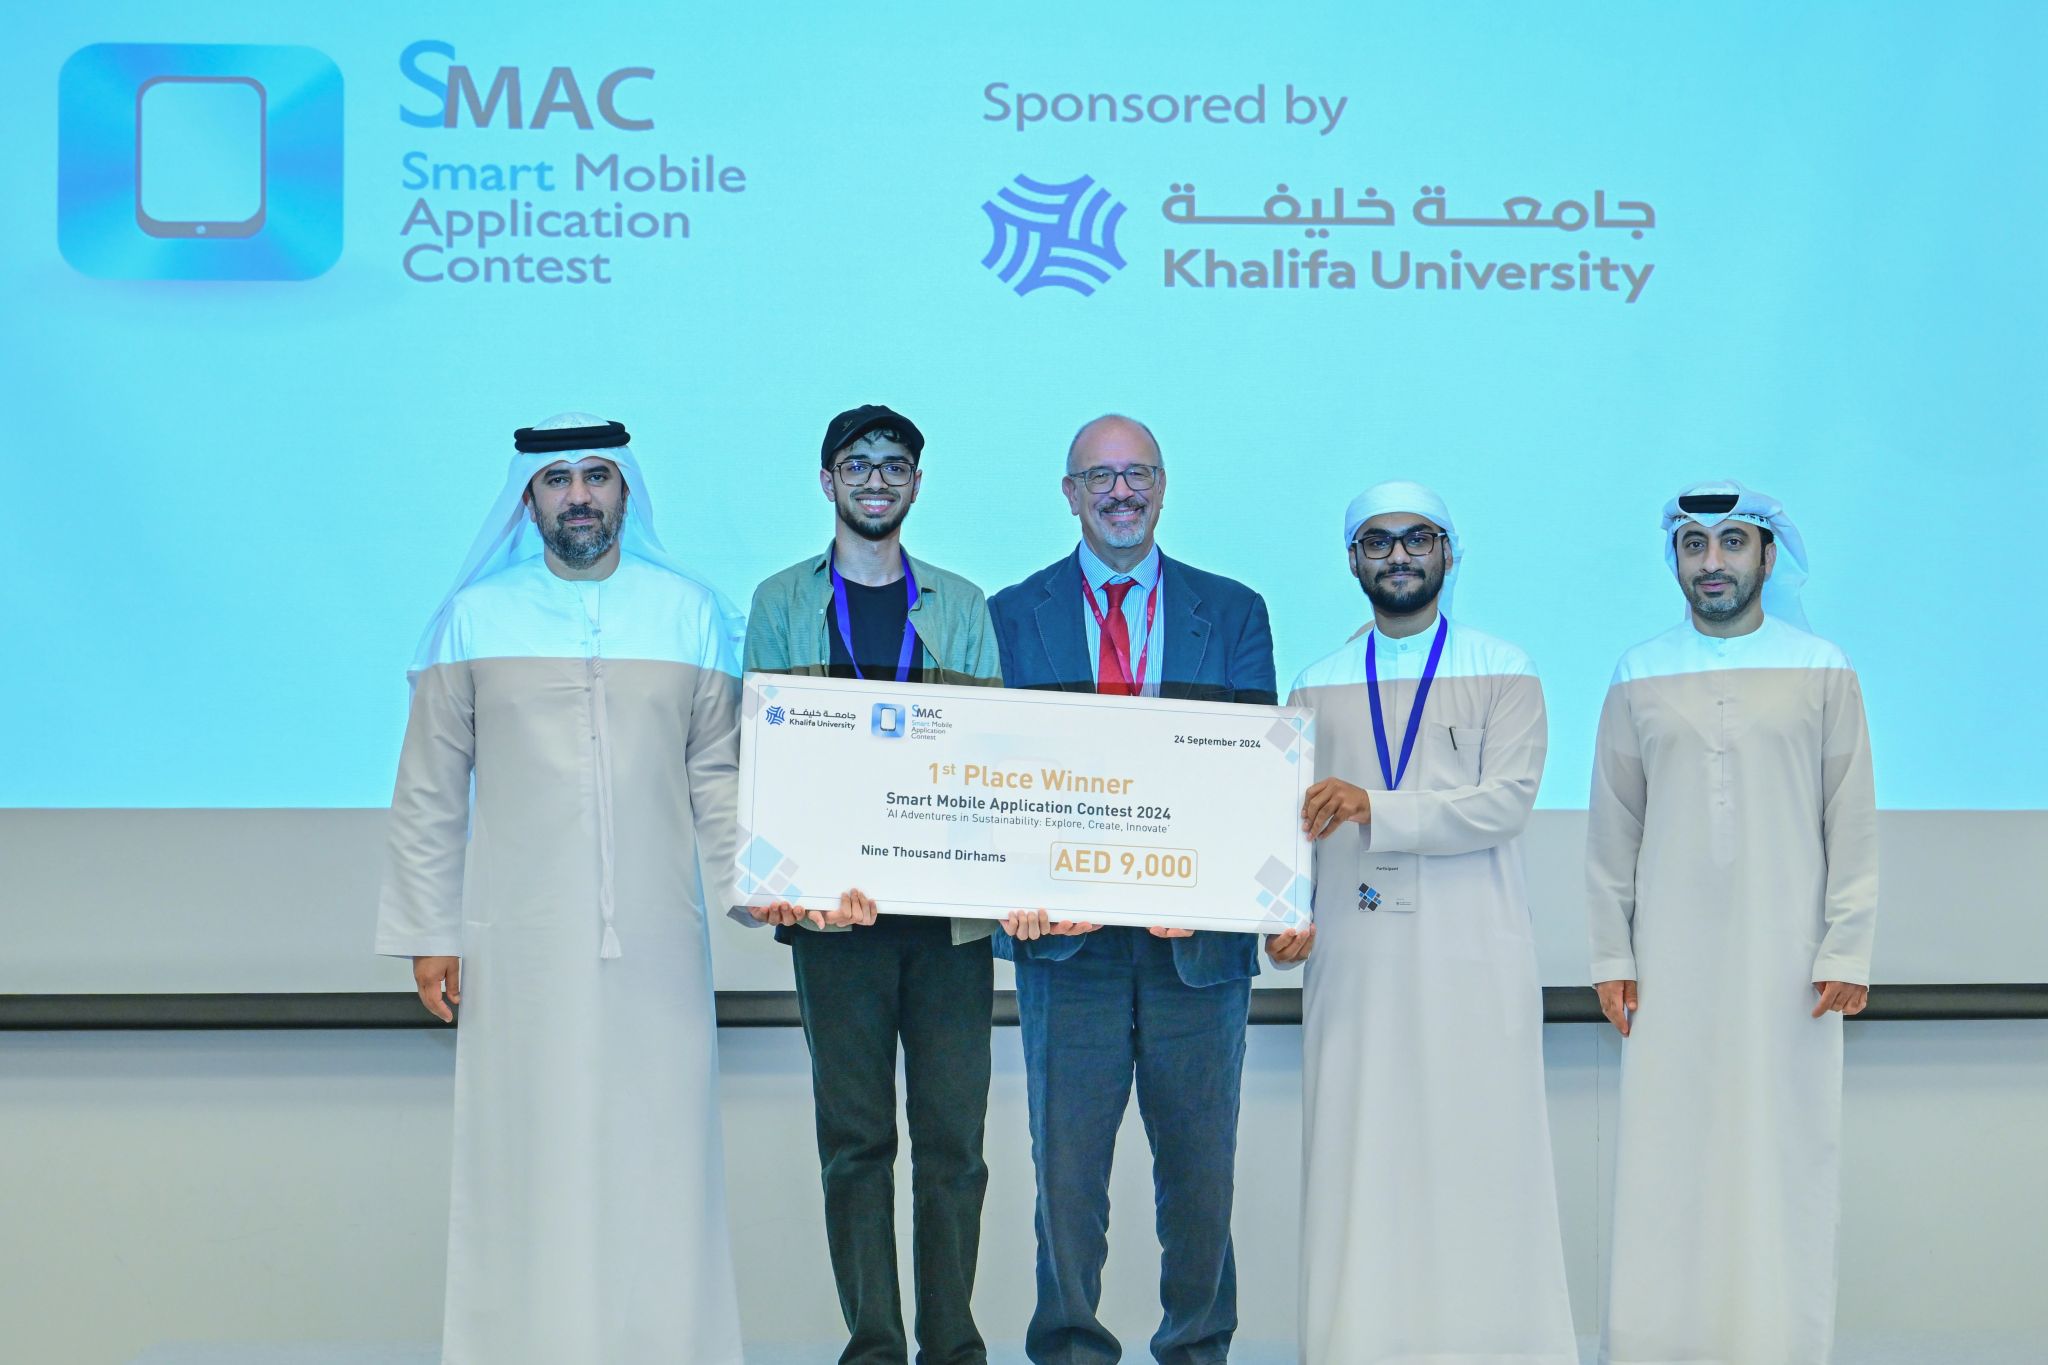 SMAC
Smart Mobile
Application
Contest
Sponsored by
جامعة خليفة
Khalifa University
جامعة خليفة
Khalifa University
SMAC
Smart Mobile
Application
Contest
24 September 2024
1st Place Winner
Smart Mobile Application Contest 2024
'AI Adventures in Sustainability: Explore, Create, Innovate'
Nine Thousand Dirhams
AED 9,000
Participant